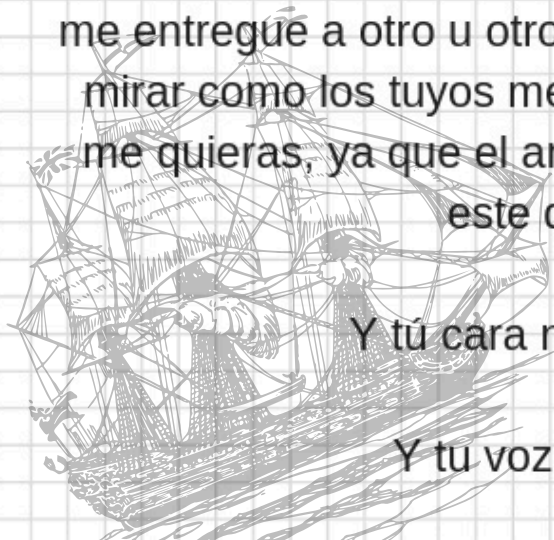 me entregue a otro u otro
mirar como los tuyos me
me quieras, ya que el
este
Y tú cara
Y tu voz